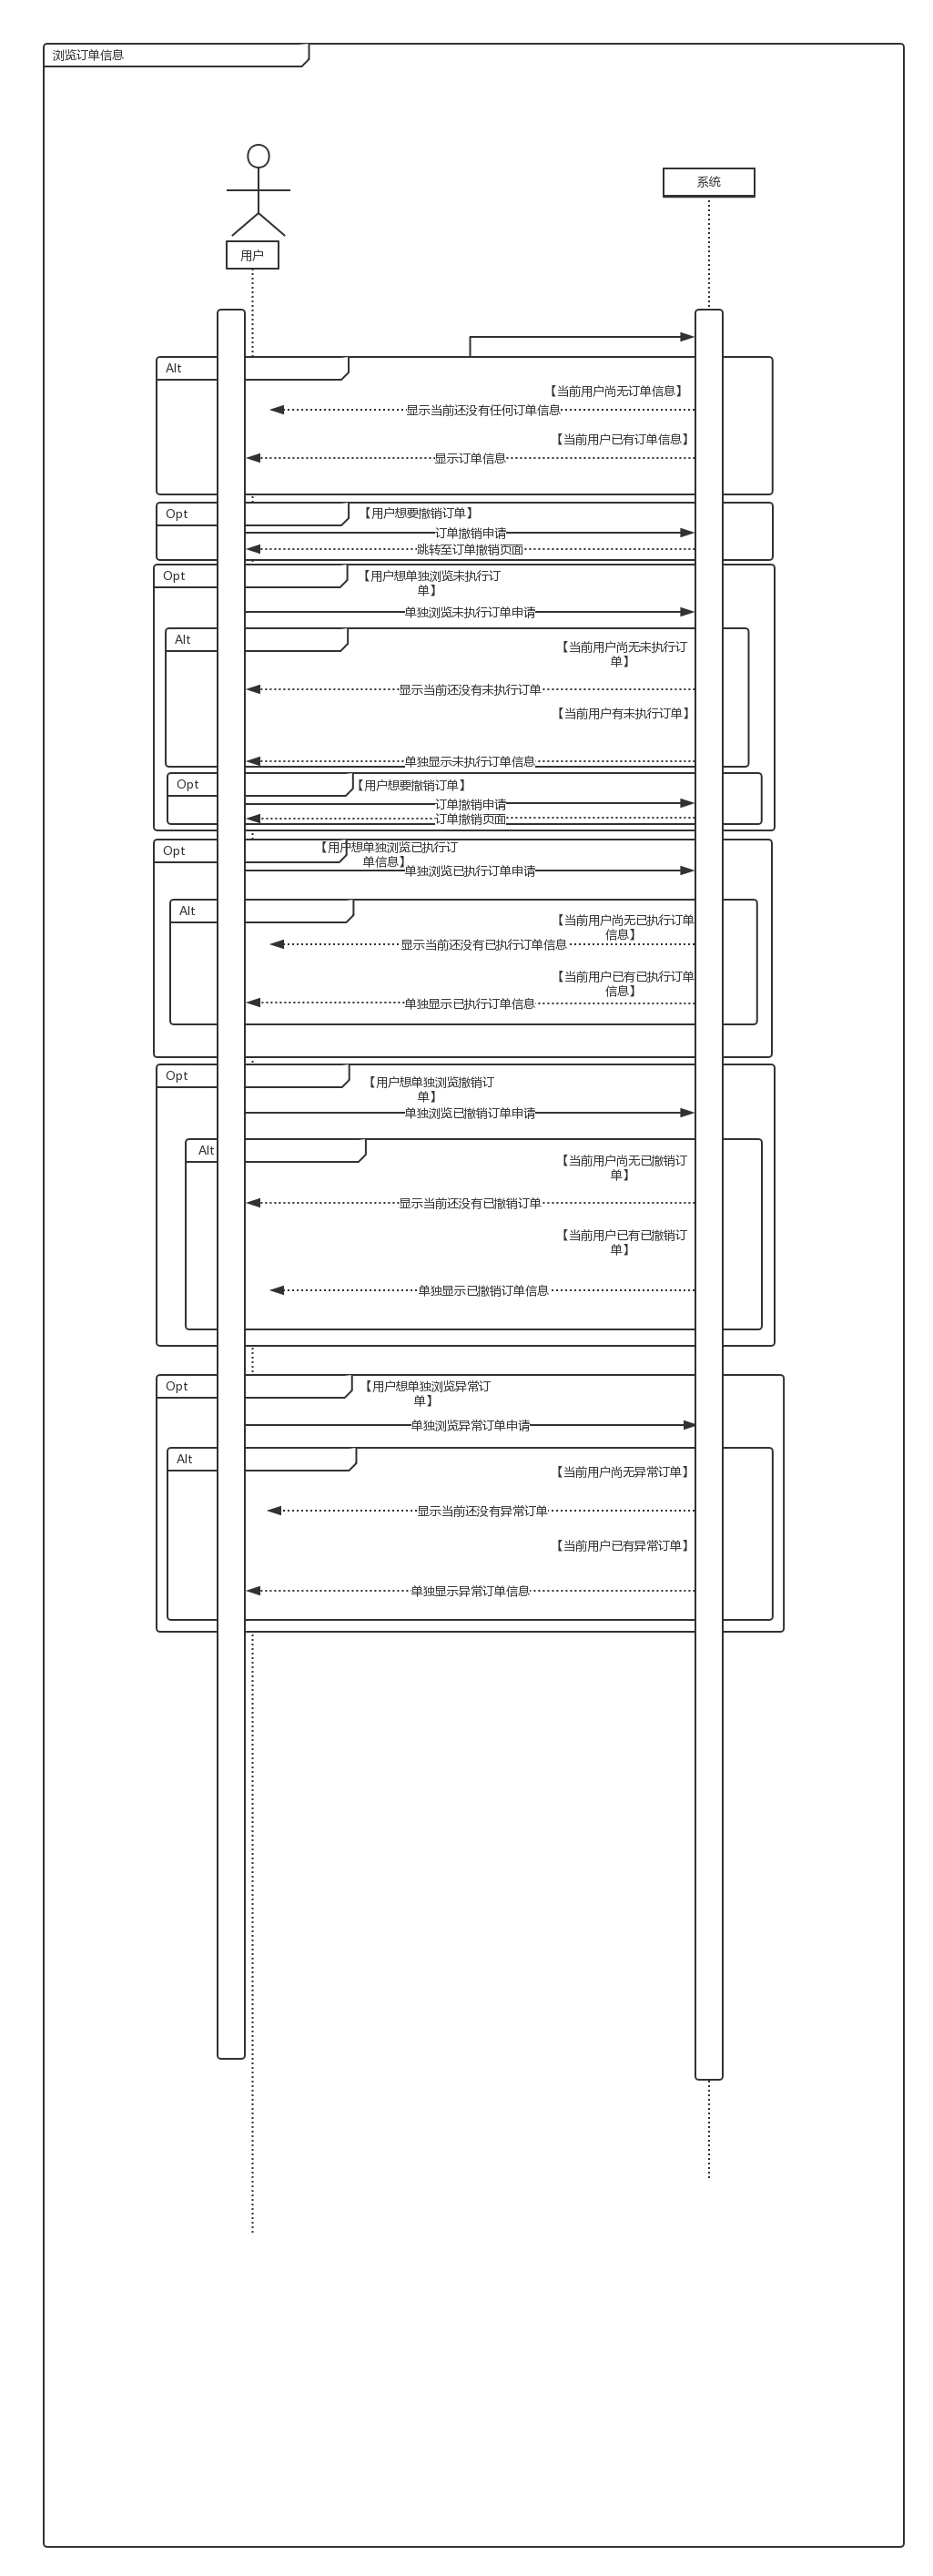 浏览订单信息
系统
用户
Alt
【当前用户尚无订单信息】
显示当前还没有任何订单信息
【当前用户已有订单信息】
显示订单信息
Opt
【用户想要撤销订单】
订单撤销申请
跳转至订单撤销页面
Opt
【用户想单独浏览未执行订
单】
单独浏览未执行订单申请
Alt
【当前用户尚无未执行订
单】
显示当前还没有未执行订单
【当前用户有未执行订单】
单独显示未执行订单信息
Opt
【用户想要撤销订单】
订单撤销申请
订单撤销页面
Opt
【用户想单独浏览已执行订
单信息】
单独浏览已执行订单申请
Alt
【当前用户尚无已执行订单
信息】
显示当前还没有已执行订单信息
【当前用户已有已执行订单
信息】
单独显示已执行订单信息
Opt
【用户想单独浏览撤销订
单】
单独浏览已撤销订单申请
Alt
【当前用户尚无已撤销订
单】
显示当前还没有已撤销订单
【当前用户已有已撤销订
单】
单独显示已撤销订单信息
Opt
【用户想单独浏览异常订
单】
单独浏览异常订单申请
Alt
【当前用户尚无异常订单】
显示当前还没有异常订单
【当前用户已有异常订单】
单独显示异常订单信息